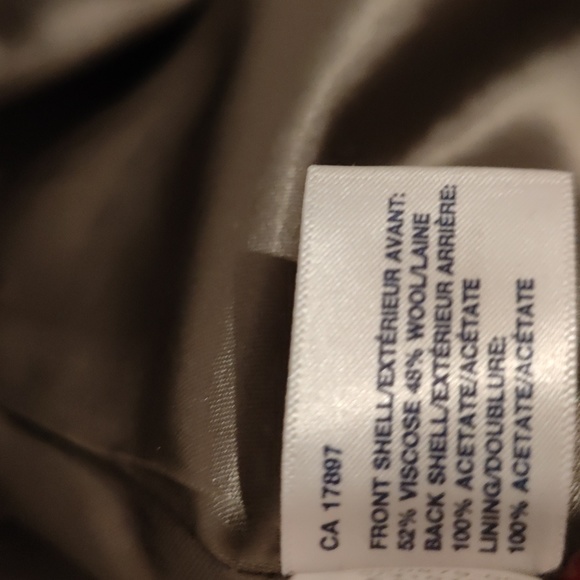 CA 17897
FRONT SHELL/EXTÉRIEUR AVANT:
52% VISCOSE 48% WOOL/LAINE
BACK SHELL/EXTÉRIEUR ARRIÈRE:
100% ACETATE/ACÉTATE
LINING/DOUBLURE:
100% ACETATE/ACÉTATE